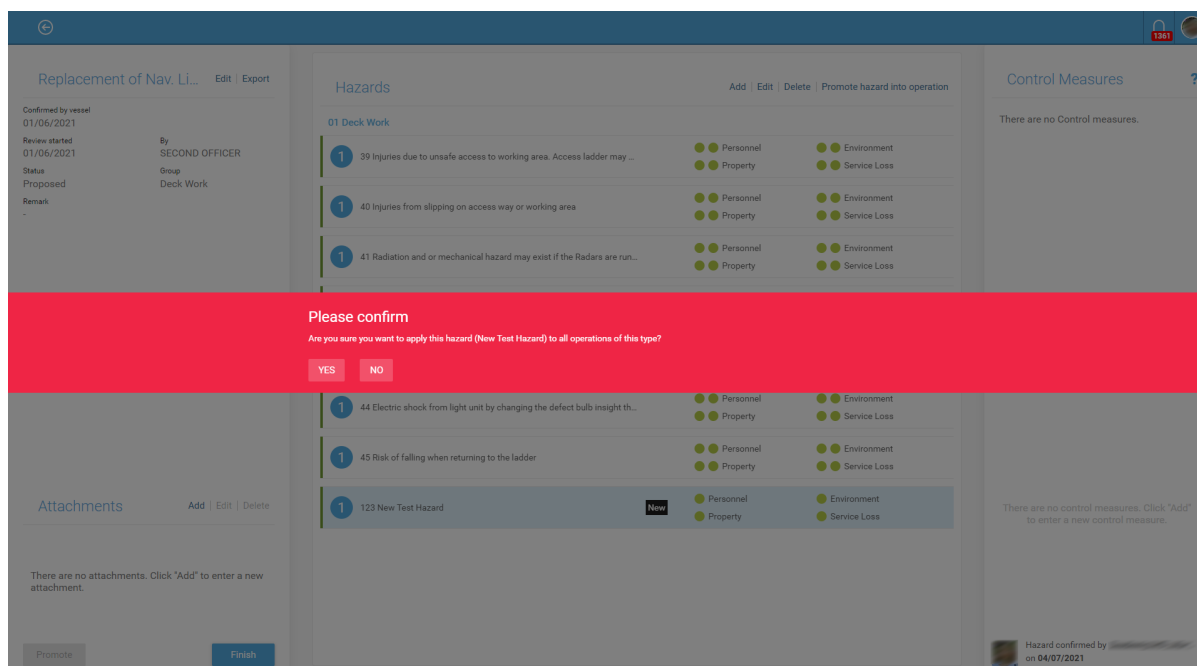 1361
Replacement of Nav. Li... Edit | Export
Confirmed by vessel
01/06/2021
Review started By
01/06/2021 SECOND OFFICER
Status Group
Proposed Deck Work
Remark
-
Hazards Add | Edit | Delete | Promote hazard into operation
01 Deck Work
1 39 Injuries due to unsafe access to working area. Access ladder may ... Personnel Environment
Property Service Loss
1 40 Injuries from slipping on access way or working area Personnel Environment
Property Service Loss
1 41 Radiation and or mechanical hazard may exist if the Radars are run... Personnel Environment
Property Service Loss
Please confirm
Are you sure you want to apply this hazard (New Test Hazard) to all operations of this type?
YES NO
1 44 Electric shock from light unit by changing the defect bulb insight th... Personnel Environment
Property Service Loss
1 45 Risk of falling when returning to the ladder Personnel Environment
Property Service Loss
1 123 New Test Hazard New Personnel Environment
Property Service Loss
Attachments Add | Edit | Delete
There are no attachments. Click "Add" to enter a new
attachment.
Promote Finish
Control Measures ?
There are no Control measures.
There are no control measures. Click "Add"
to enter a new control measure.
Hazard confirmed by
on 04/07/2021